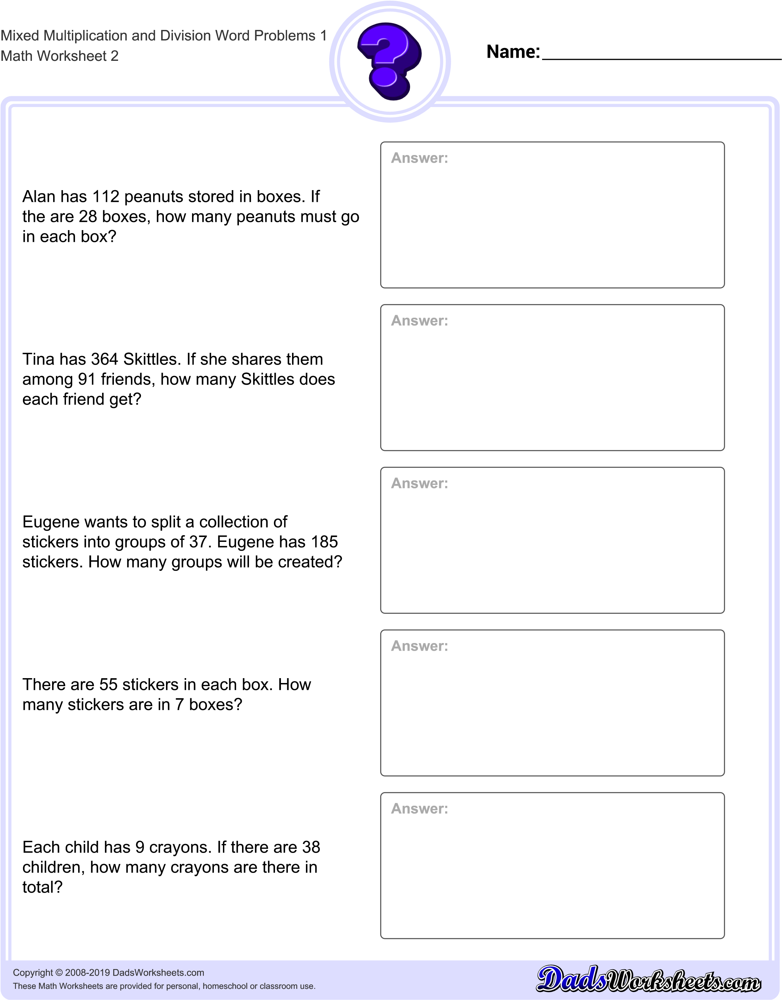 Mixed Multiplication and Division Word Problems 1
Math Worksheet 2
Name:
Answer:
Alan has 112 peanuts stored in boxes. If
the are 28 boxes, how many peanuts must go
in each box?
Answer:
Tina has 364 Skittles. If she shares them
among 91 friends, how many Skittles does
each friend get?
Answer:
Eugene wants to split a collection of
stickers into groups of 37. Eugene has 185
stickers. How many groups will be created?
Answer:
There are 55 stickers in each box. How
many stickers are in 7 boxes?
Answer:
Each child has 9 crayons. If there are 38
children, how many crayons are there in
total?
Copyright © 2008-2019 DadsWorksheets.com
These Math Worksheets are provided for personal, homeschool or classroom use.
DadsWorksheets.com